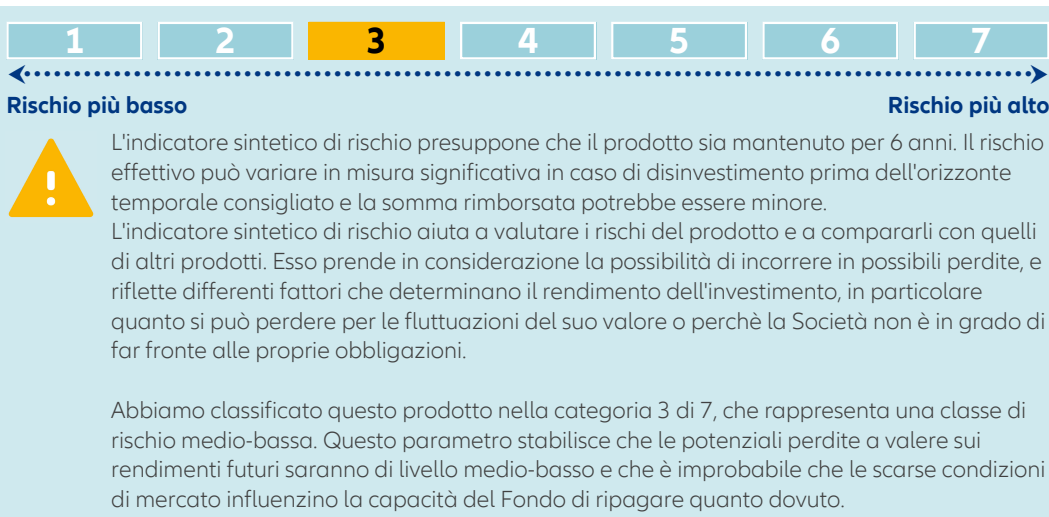 1 2 3 4 5 6 7
Rischio più basso Rischio più alto
L'indicatore sintetico di rischio presuppone che il prodotto sia mantenuto per 6 anni. Il rischio
effettivo può variare in misura significativa in caso di disinvestimento prima dell'orizzonte
temporale consigliato e la somma rimborsata potrebbe essere minore.
L'indicatore sintetico di rischio aiuta a valutare i rischi del prodotto e a compararli con quelli
di altri prodotti. Esso prende in considerazione la possibilità di incorrere in possibili perdite, e
riflette differenti fattori che determinano il rendimento dell'investimento, in particolare
quanto si può perdere per le fluttuazioni del suo valore o perchè la Società non è in grado di
far fronte alle proprie obbligazioni.
Abbiamo classificato questo prodotto nella categoria 3 di 7, che rappresenta una classe di
rischio medio-bassa. Questo parametro stabilisce che le potenziali perdite a valere sui
rendimenti futuri saranno di livello medio-basso e che è improbabile che le scarse condizioni
di mercato influenzino la capacità del Fondo di ripagare quanto dovuto.